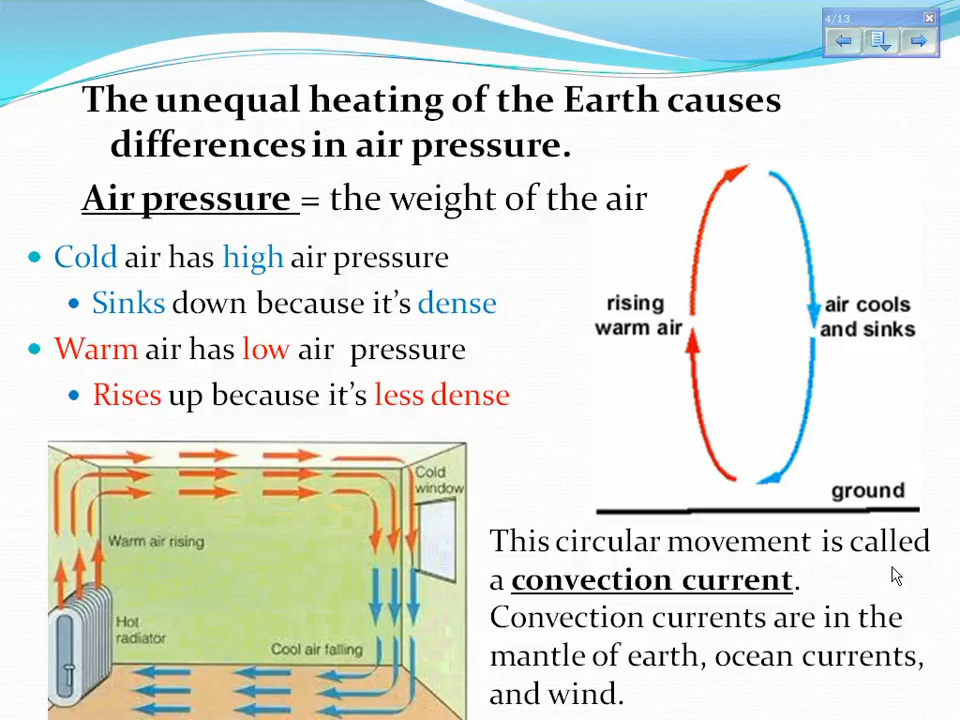 4/13
The unequal heating of the Earth causes
differences in air pressure.
Air pressure = the weight of the air
Cold air has high air pressure
Sinks down because it's dense
Warm air has low air pressure
Rises up because it's less dense
rising
warm air
air cools
and sinks
ground
Cold
window
Warm air rising
Hot
radiator
Cool air falling
This circular movement is called
a convection current.
Convection currents are in the
mantle of earth, ocean currents,
and wind.